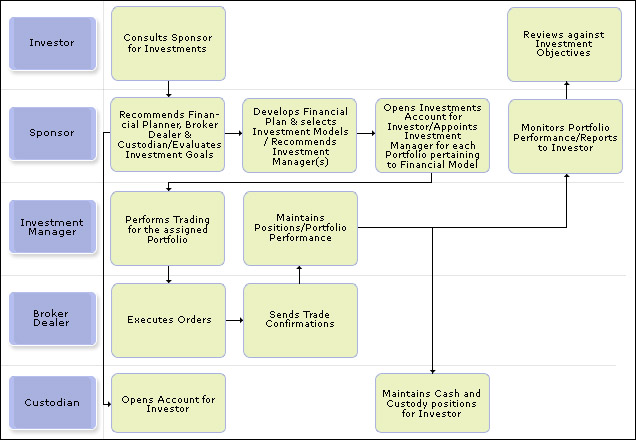 Investor
Consults Sponsor
for Investments
Reviews against
Investment
Objectives
Sponsor
Recommends Finan-
cial Planner, Broker
Dealer &
Custodian/Evaluates
Investment Goals
Develops Financial
Plan & selects
Investment Models
/ Recommends
Investment
Manager(s)
Opens Investments
Account for
Investor/Appoints
Investment
Manager for each
Portfolio pertaining
to Financial Model
Monitors Portfolio
Performance/Reports
to Investor
Investment
Manager
Performs Trading
for the assigned
Portfolio
Maintains
Positions/Portfolio
Performance
Broker
Dealer
Executes Orders
Sends Trade
Confirmations
Custodian
Opens Account for
Investor
Maintains Cash and
Custody positions
for Investor